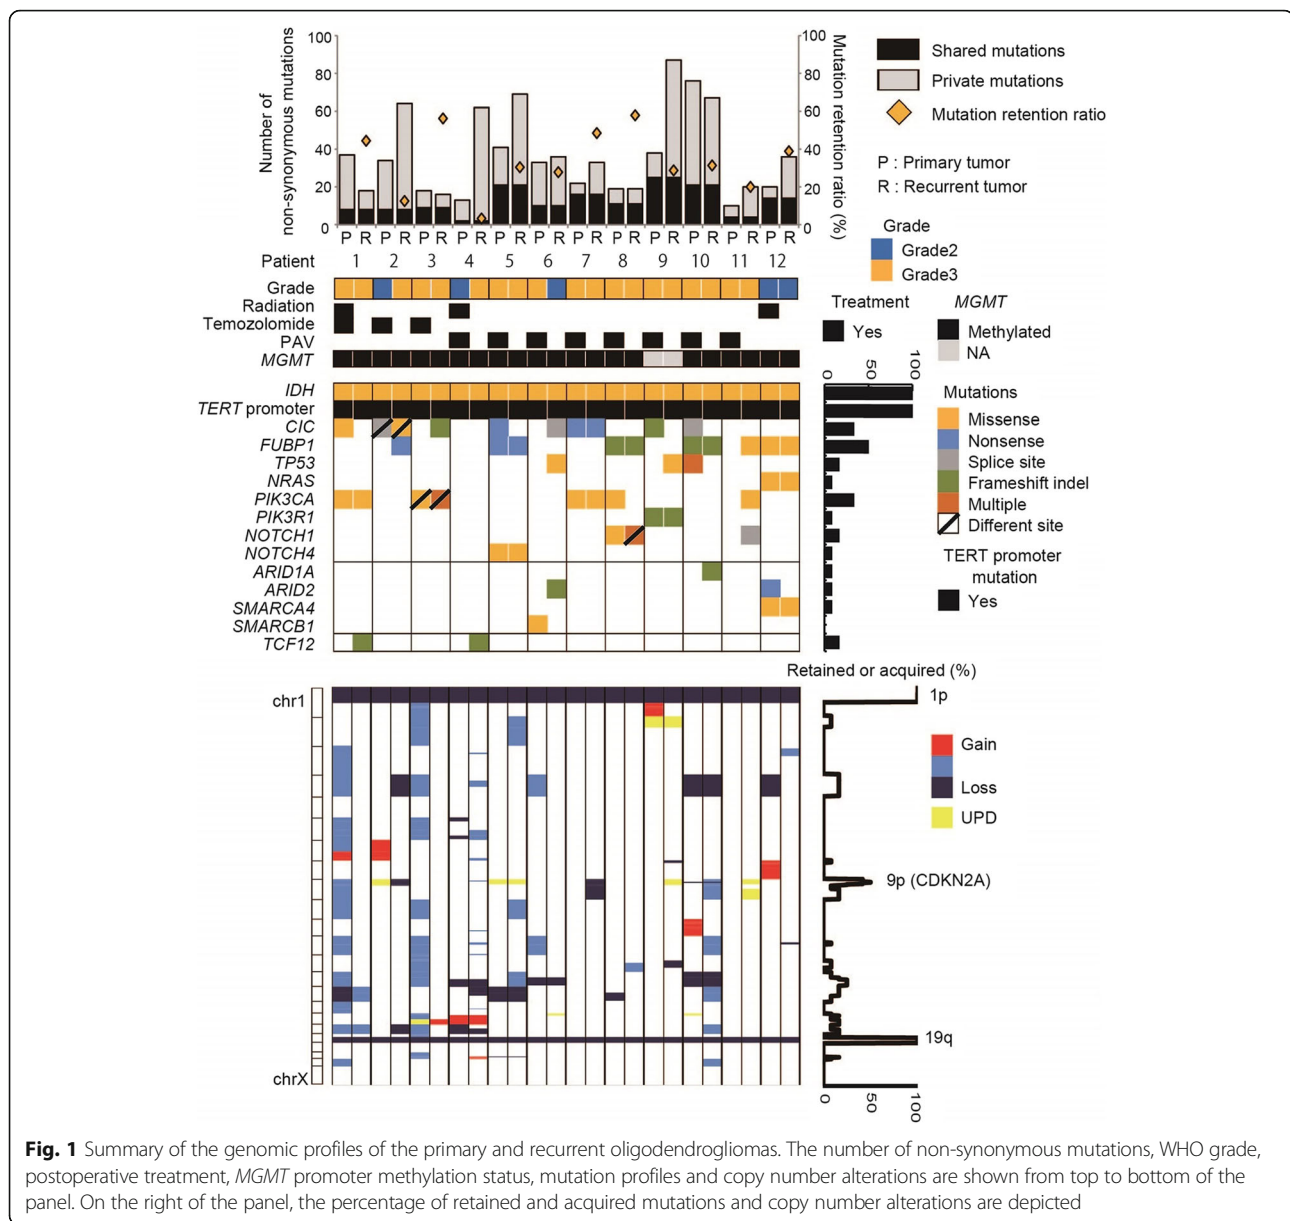 100
80
60
40
20
0
Number of
non-synonymous mutations
100
80
60
40
20
0
Mutation retention
ratio (%)
Shared mutations
Private mutations
Mutation retention ratio
P : Primary tumor
R : Recurrent tumor
P R P R P R P R P R P R P R P R P R P R P R P R
Patient 1 2 3 4 5 6 7 8 9 10 11 12
Grade
Grade2
Grade3
Grade
Radiation
Temozolomide
PAV
MGMT
Treatment
Yes
MGMT
Methylated
NA
0 50 100
IDH
TERT promoter
CIC
FUBP1
TP53
NRAS
PIK3CA
PIK3R1
NOTCH1
NOTCH4
ARID1A
ARID2
SMARCA4
SMARCB1
TCF12
Mutations
Missense
Nonsense
Splice site
Frameshift indel
Multiple
Different site
TERT promoter
mutation
Yes
Retained or acquired (%)
chr1
1p
Gain
Loss
UPD
9p (CDKN2A)
19q
chrX
0 50 100
Fig. 1 Summary of the genomic profiles of the primary and recurrent oligodendrogliomas. The number of non-synonymous mutations, WHO grade,
postoperative treatment, MGMT promoter methylation status, mutation profiles and copy number alterations are shown from top to bottom of the
panel. On the right of the panel, the percentage of retained and acquired mutations and copy number alterations are depicted